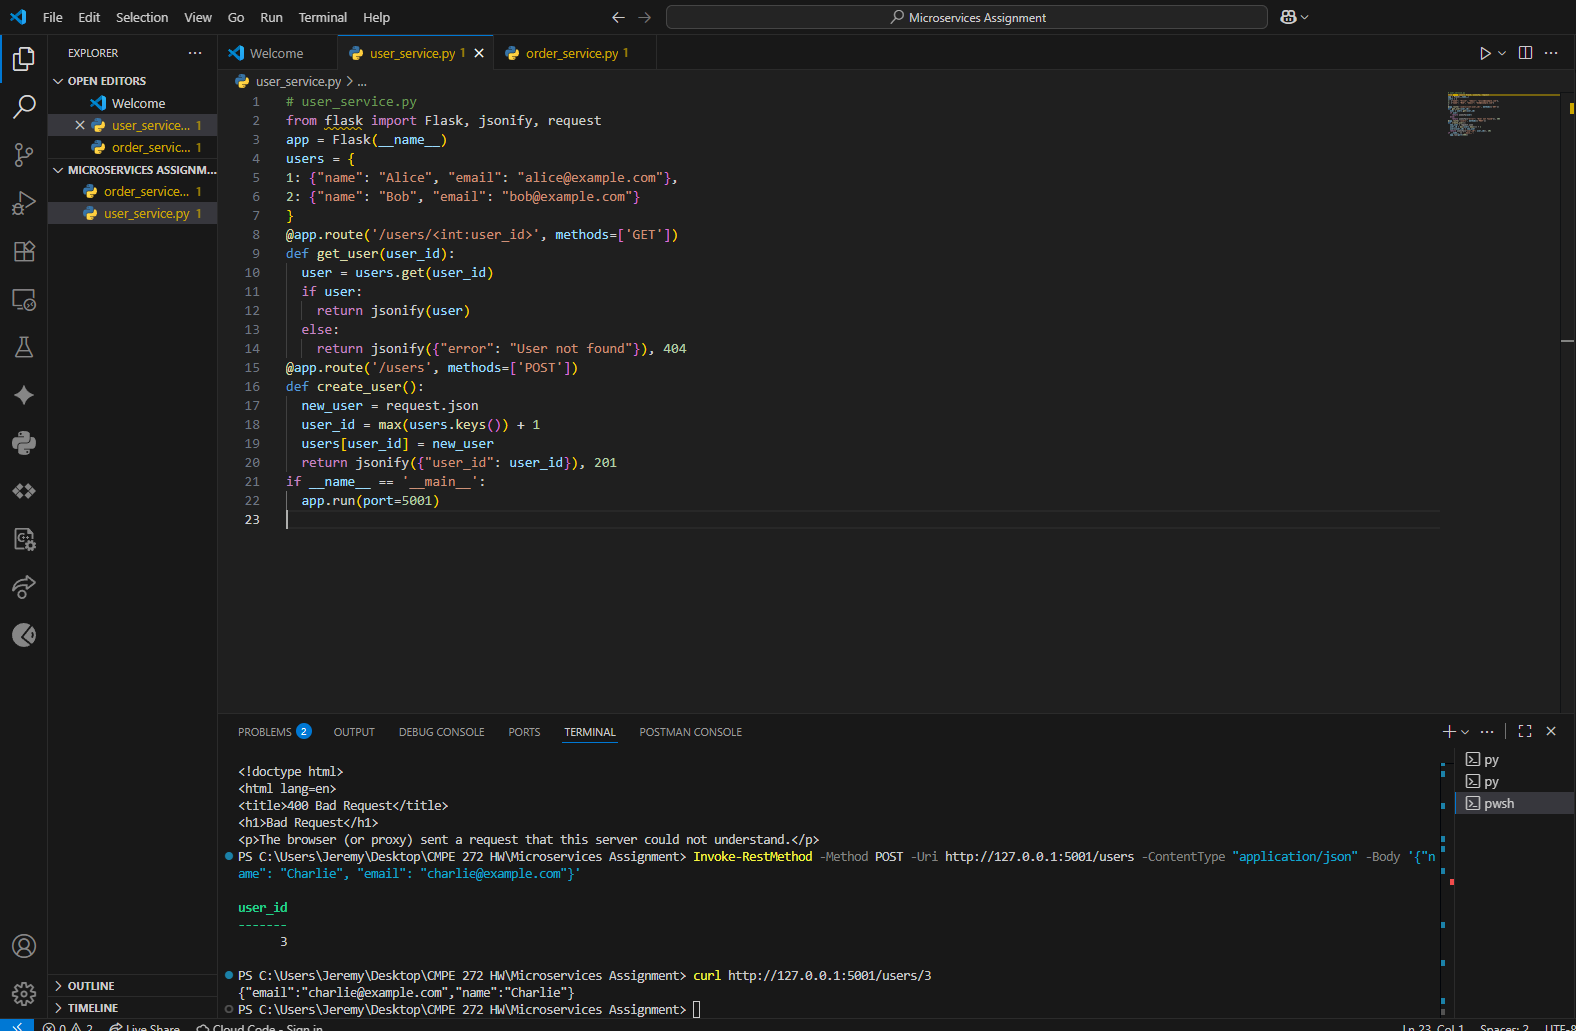 File Edit Selection View Go Run Terminal Help
Microservices Assignment
EXPLORER
OPEN EDITORS
Welcome
user_service... 1
order_servic... 1
MICROSERVICES ASSIGNM...
order_service... 1
user_service.py 1
OUTLINE
TIMELINE
Welcome user_service.py 1 order_service.py 1
user_service.py > ...
1 # user_service.py
2 from flask import Flask, jsonify, request
3 app = Flask(__name__)
4 users = {
5 1: {"name": "Alice", "email": "alice@example.com"},
6 2: {"name": "Bob", "email": "bob@example.com"}
7 }
8 @app.route('/users/<int:user_id>', methods=['GET'])
9 def get_user(user_id):
10 user = users.get(user_id)
11 if user:
12 return jsonify(user)
13 else:
14 return jsonify({"error": "User not found"}), 404
15 @app.route('/users', methods=['POST'])
16 def create_user():
17 new_user = request.json
18 user_id = max(users.keys()) + 1
19 users[user_id] = new_user
20 return jsonify({"user_id": user_id}), 201
21 if __name__ == '__main__':
22 app.run(port=5001)
23
PROBLEMS 2 OUTPUT DEBUG CONSOLE PORTS TERMINAL POSTMAN CONSOLE
<!doctype html>
<html lang=en>
<title>400 Bad Request</title>
<h1>Bad Request</h1>
<p>The browser (or proxy) sent a request that this server could not understand.</p>
PS C:\Users\Jeremy\Desktop\CMPE 272 HW\Microservices Assignment> Invoke-RestMethod -Method POST -Uri http://127.0.0.1:5001/users -ContentType "application/json" -Body '{"n
ame": "Charlie", "email": "charlie@example.com"}'
user_id
-------
3
PS C:\Users\Jeremy\Desktop\CMPE 272 HW\Microservices Assignment> curl http://127.0.0.1:5001/users/3
{"email":"charlie@example.com","name":"Charlie"}
PS C:\Users\Jeremy\Desktop\CMPE 272 HW\Microservices Assignment>
py
py
pwsh
0 2 Live Share Cloud Code - Sign in Ln 23, Col 1 Spaces: 2 UTF-8